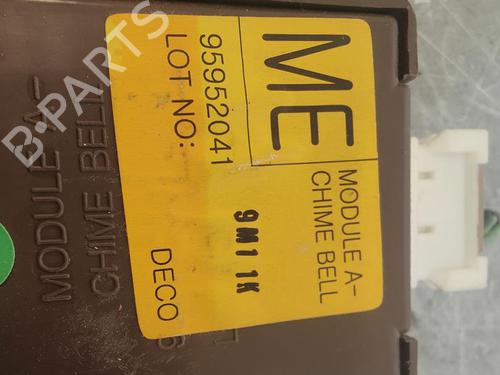 ME
MODULE A-
CHIME BELL
95952041
LOT NO:
9M11K
DECO
MODULE A-
CHIME BELL
B-PARTS